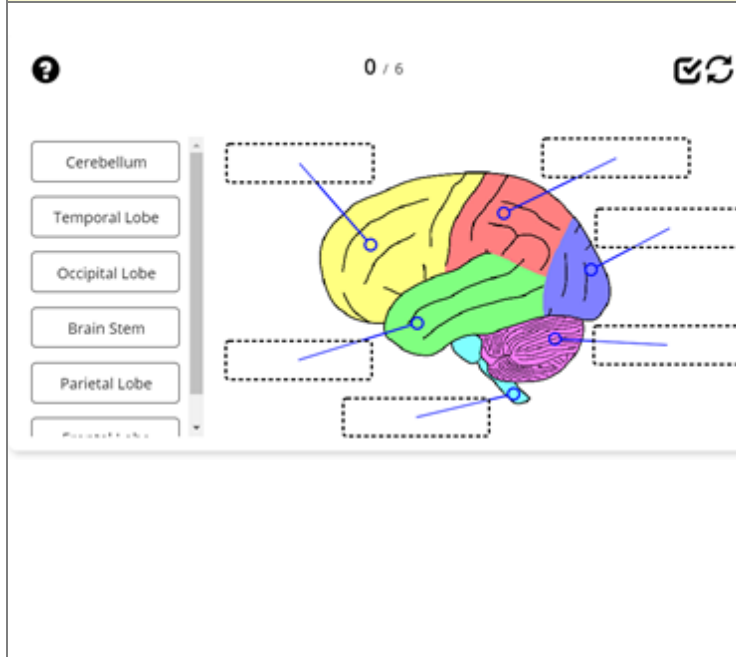 ?
0 / 6
Cerebellum
Temporal Lobe
Occipital Lobe
Brain Stem
Parietal Lobe